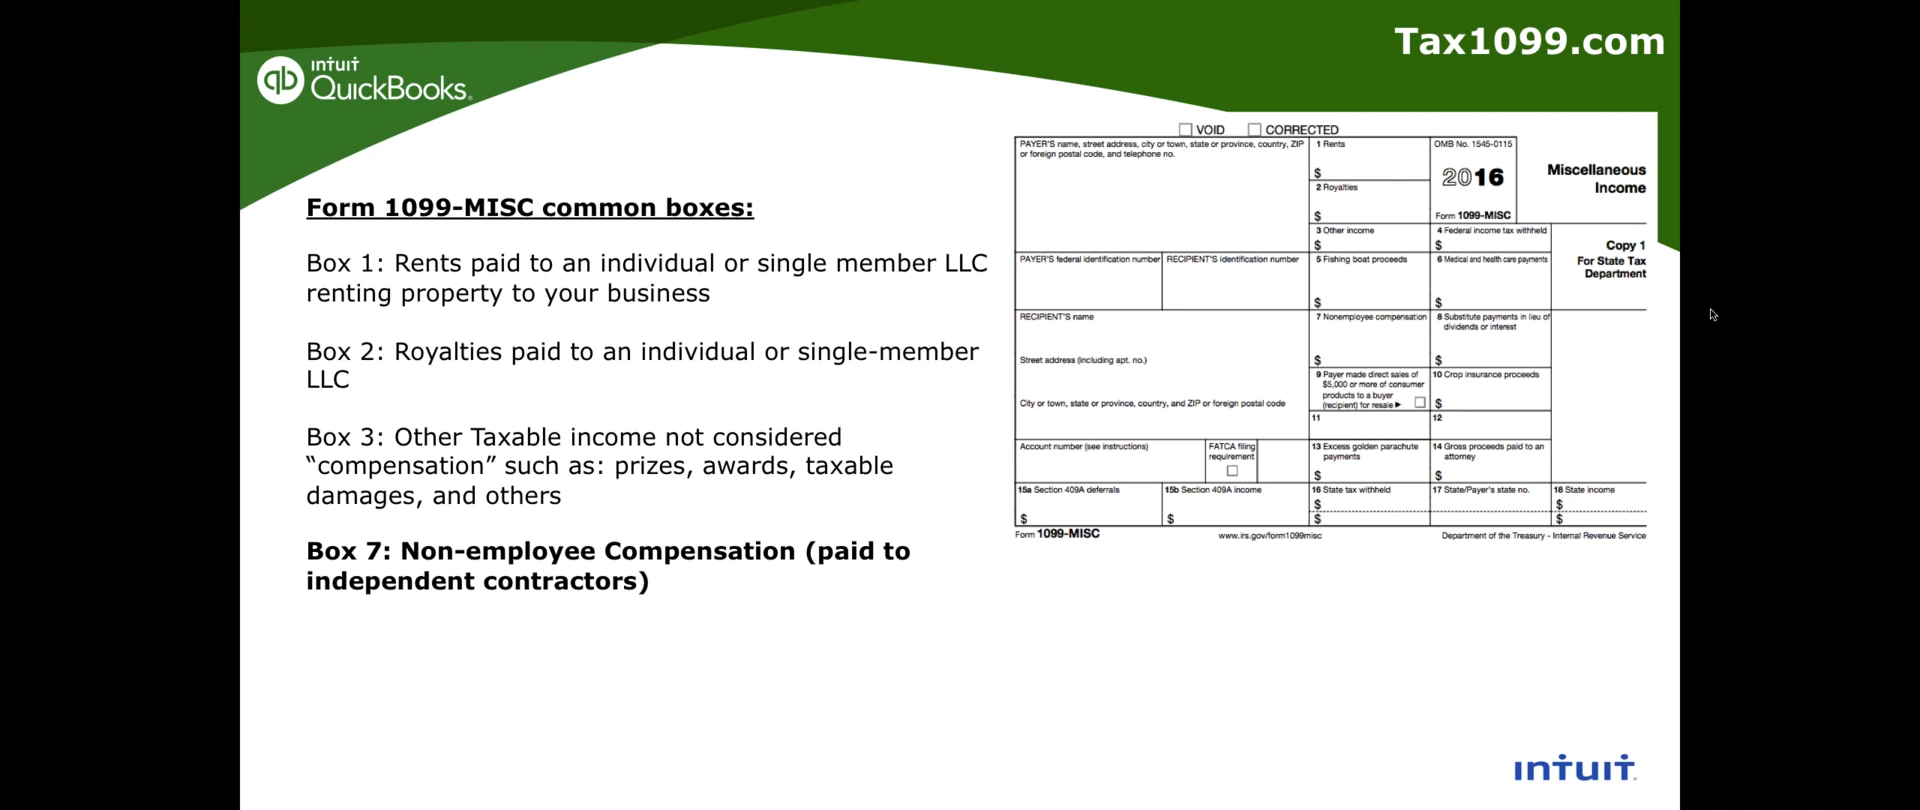 Tax1099.com
intuit
qb QuickBooks.
Form 1099-MISC common boxes:
Box 1: Rents paid to an individual or single member LLC
renting property to your business
Box 2: Royalties paid to an individual or single-member
LLC
Box 3: Other Taxable income not considered
“compensation” such as: prizes, awards, taxable
damages, and others
Box 7: Non-employee Compensation (paid to
independent contractors)
VOID CORRECTED
PAYER'S name, street address, city or town, state or province, country, ZIP
or foreign postal code, and telephone no.
1 Rents
$
2 Royalties
$
OMB No. 1545-0115
2016
Form 1099-MISC
Miscellaneous
Income
3 Other income
$
4 Federal income tax withheld
$
Copy 1
For State Tax
Department
PAYER'S federal identification number
RECIPIENT'S identification number
5 Fishing boat proceeds
$
6 Medical and health care payments
$
RECIPIENT'S name
7 Nonemployee compensation
$
8 Substitute payments in lieu of
dividends or interest
$
Street address (including apt. no.)
9 Payer made direct sales of
$5,000 or more of consumer
products to a buyer
(recipient) for resale ►
10 Crop insurance proceeds
$
City or town, state or province, country, and ZIP or foreign postal code
11
12
Account number (see instructions)
FATCA filing
requirement
13 Excess golden parachute
payments
$
14 Gross proceeds paid to an
attorney
$
15a Section 409A deferrals
$
15b Section 409A income
$
16 State tax withheld
$
$
17 State/Payer's state no.
18 State income
$
$
Form 1099-MISC
www.irs.gov/form1099misc
Department of the Treasury - Internal Revenue Service
intuit.